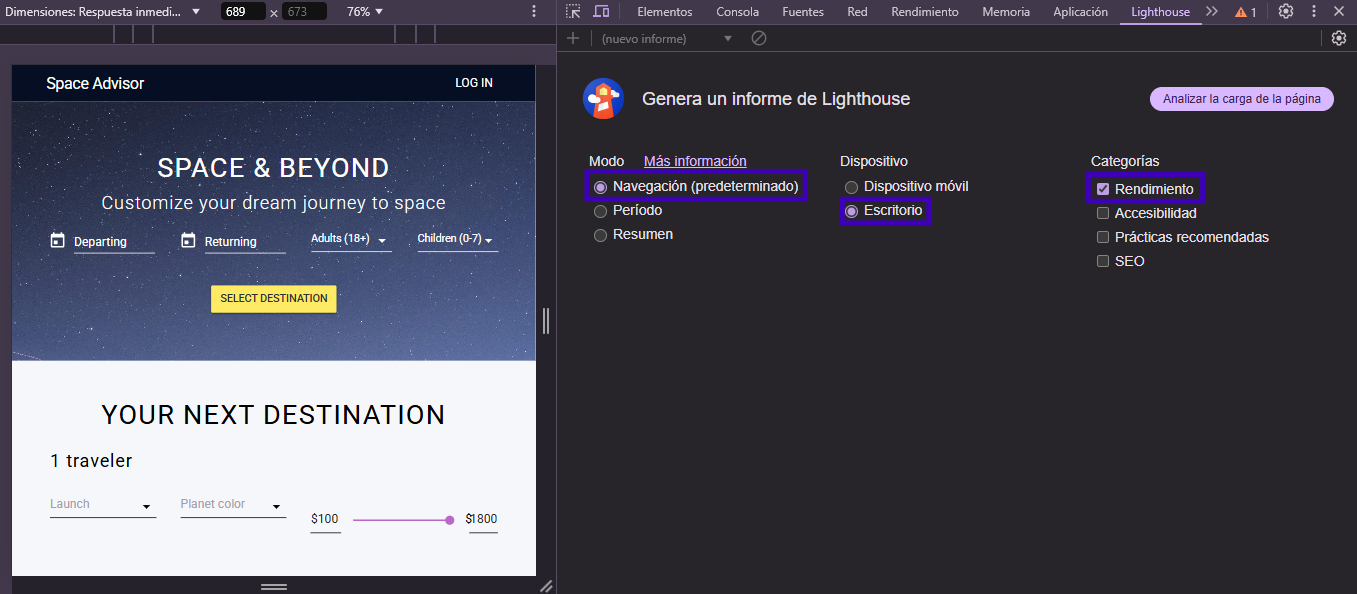 Dimensiones: Respuesta inmedi... 689 x 673 76%
Elementos Consola Fuentes Red Rendimiento Memoria Aplicación Lighthouse 1
(nuevo informe)
Space Advisor LOG IN
SPACE & BEYOND
Customize your dream journey to space
Departing Returning Adults (18+) Children (0-7)
SELECT DESTINATION
YOUR NEXT DESTINATION
1 traveler
Launch Planet color $100 $1800
Genera un informe de Lighthouse Analizar la carga de la página
Modo Más información Dispositivo Categorías
Navegación (predeterminado) Dispositivo móvil Rendimiento
Período Escritorio Accesibilidad
Resumen Prácticas recomendadas
SEO